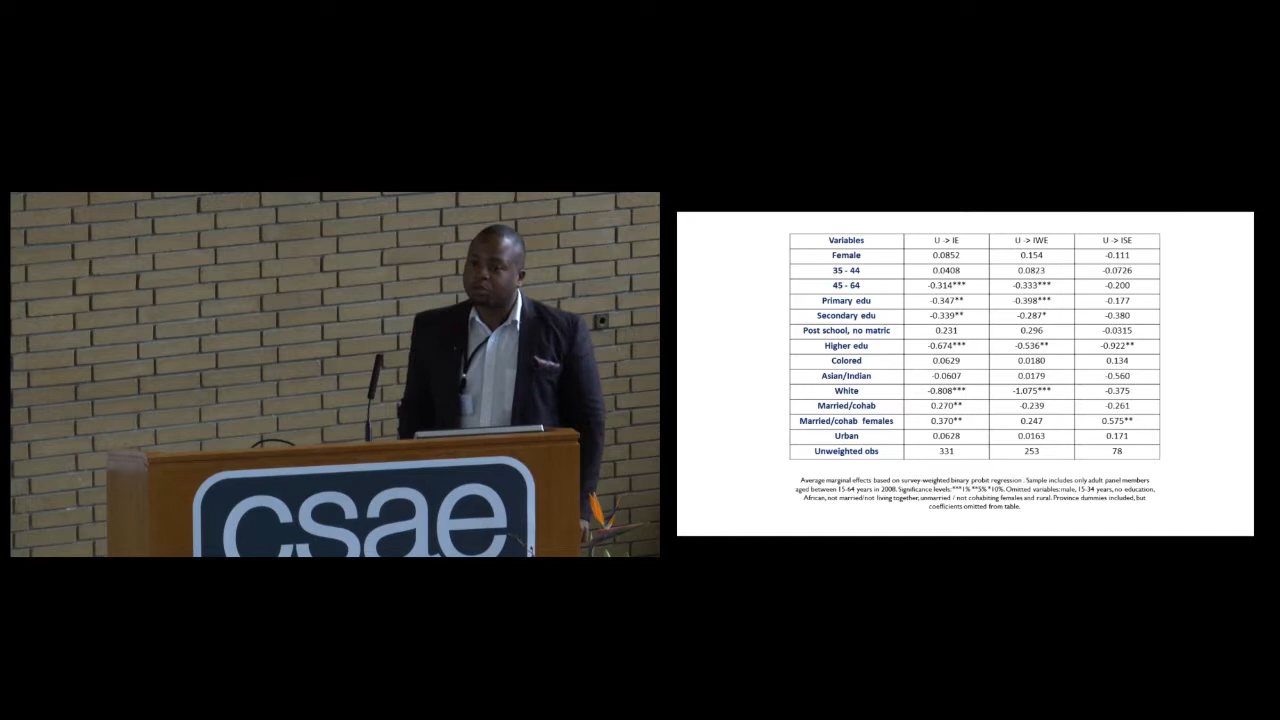 csae
Variables U -> IE U -> IWE U -> ISE
Female 0.0852 0.154 -0.111
35 - 44 0.0408 0.0823 -0.0726
45 - 64 -0.314*** -0.333*** -0.200
Primary edu -0.347** -0.398*** -0.177
Secondary edu -0.339** -0.287* -0.380
Post school, no matric 0.231 0.296 -0.0315
Higher edu -0.674*** -0.536** -0.922**
Colored 0.0629 0.0180 0.134
Asian/Indian -0.0607 0.0179 -0.560
White -0.808*** -1.075*** -0.375
Married/cohab 0.270** -0.239 -0.261
Married/cohab females 0.370** 0.247 0.575**
Urban 0.0628 0.0163 0.171
Unweighted obs 331 253 78
Average marginal effects based on survey-weighted binary probit regression . Sample includes only adult panel members
aged between 15-64 years in 2008. Significance levels: ***1% **5% *10%. Omitted variables: male, 15-34 years, no education,
African, not married/not living together, unmarried / not cohabiting females and rural. Province dummies included, but
coefficients omitted from table.